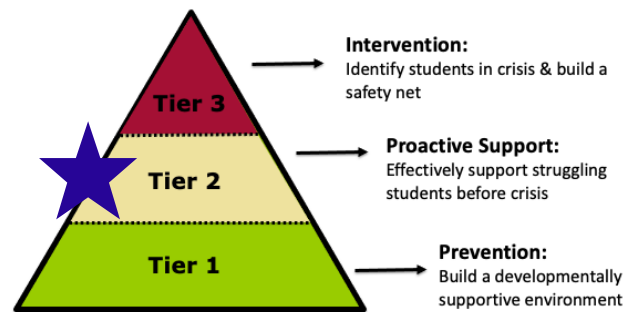 Intervention:
Identify students in crisis & build a
safety net
Tier 3
Proactive Support:
Effectively support struggling
students before crisis
Tier 2
Prevention:
Build a developmentally
supportive environment
Tier 1